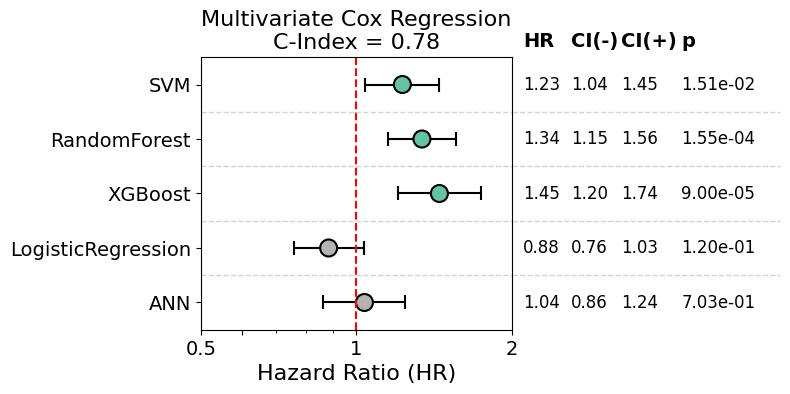 Multivariate Cox Regression
C-Index = 0.78
HR CI(-) CI(+) p
SVM 1.23 1.04 1.45 1.51e-02
RandomForest 1.34 1.15 1.56 1.55e-04
XGBoost 1.45 1.20 1.74 9.00e-05
LogisticRegression 0.88 0.76 1.03 1.20e-01
ANN 1.04 0.86 1.24 7.03e-01
0.5 1 2
Hazard Ratio (HR)